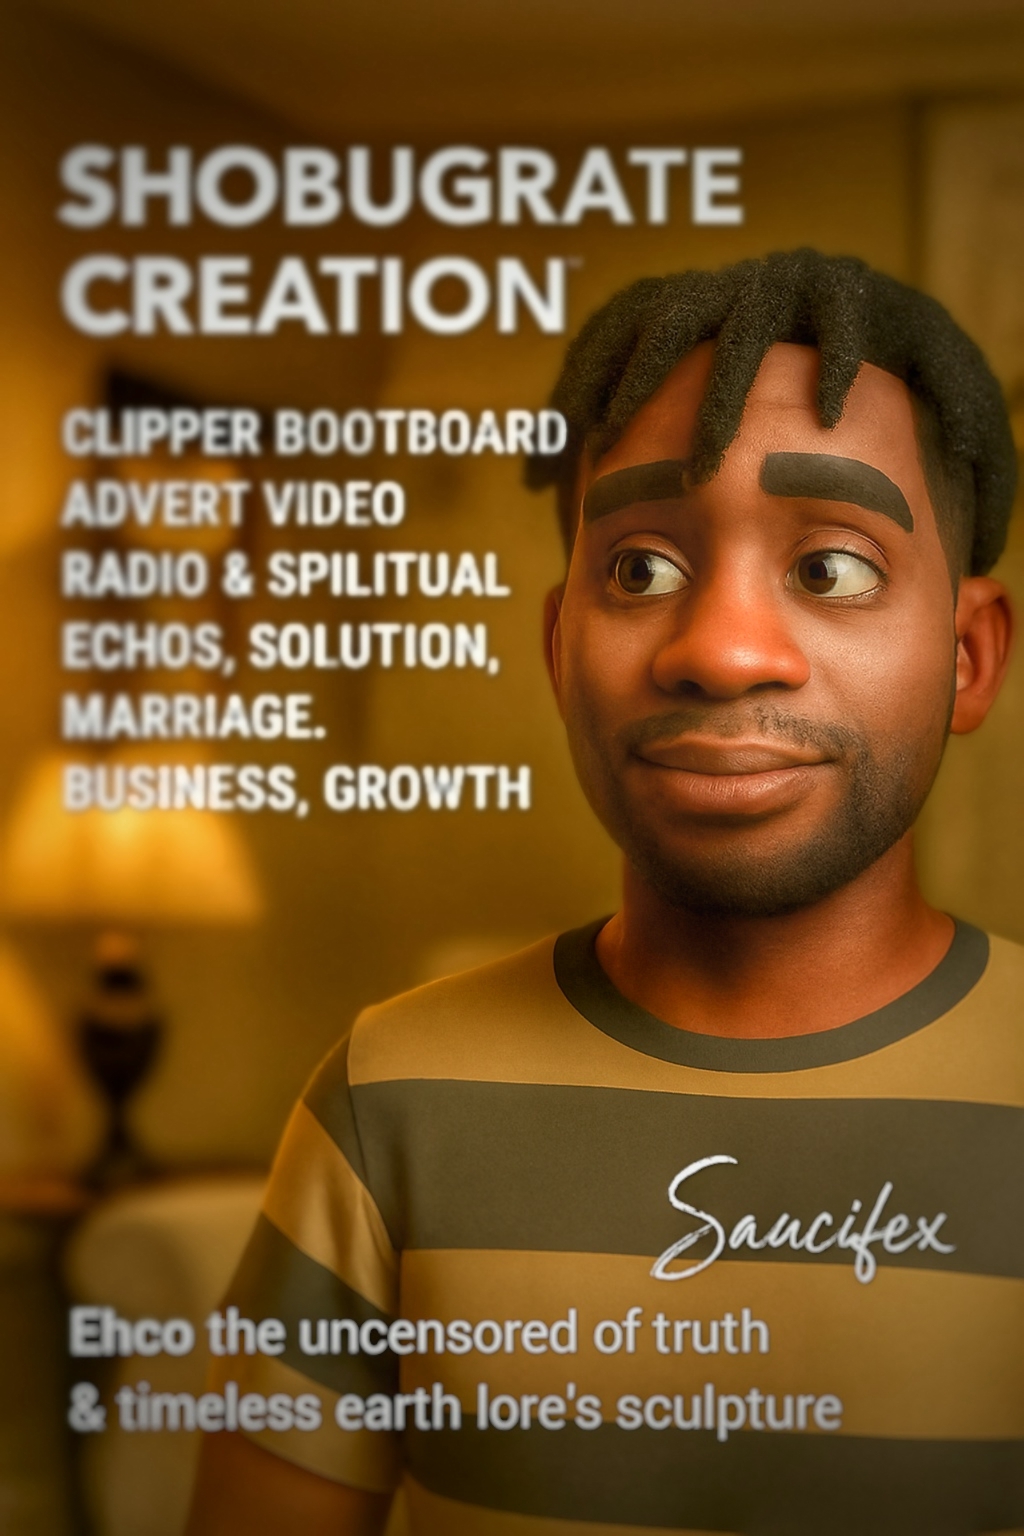 SHOBUGRATE
CREATION
CLIPPER BOOTBOARD
ADVERT VIDEO
RADIO & SPILITUAL
ECHOS, SOLUTION,
MARRIAGE.
BUSINESS, GROWTH
Saucifex
Ehco the uncensored of truth
& timeless earth lore's sculpture